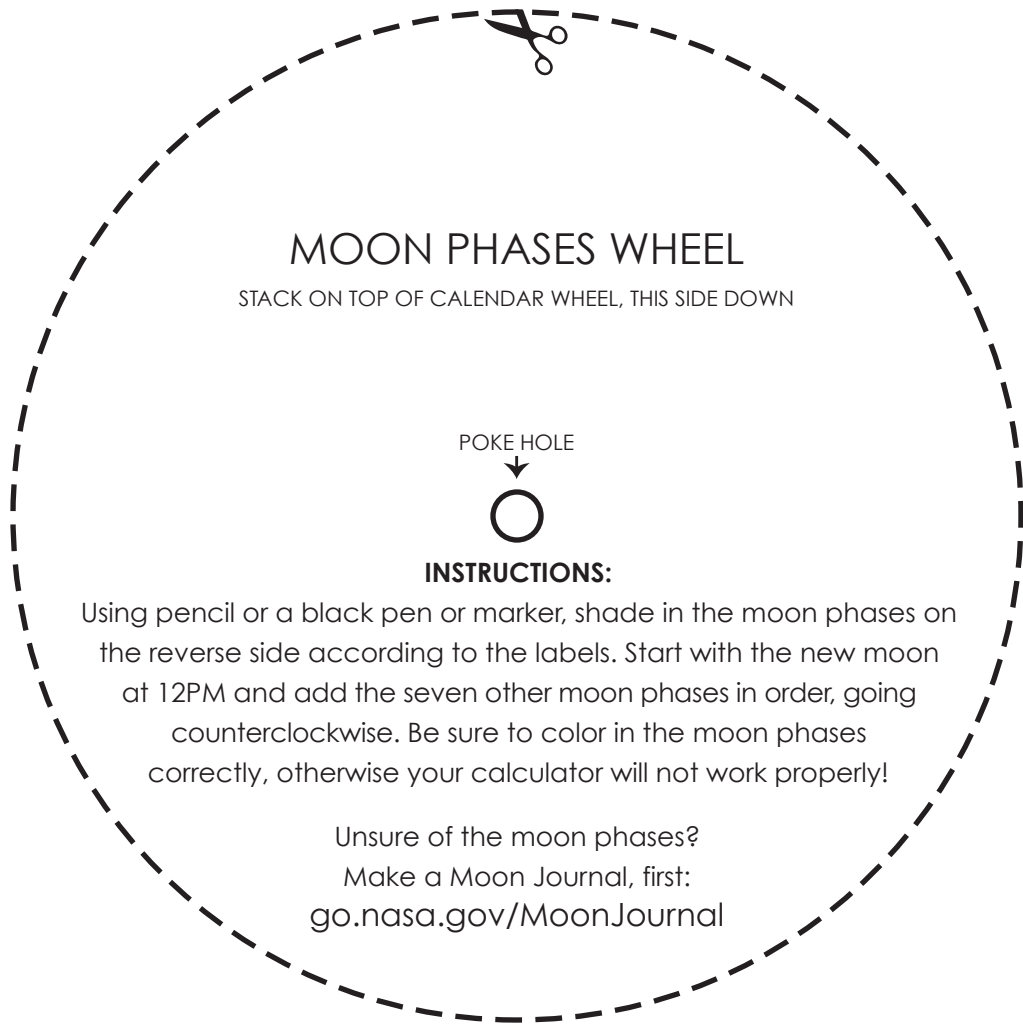 MOON PHASES WHEEL
STACK ON TOP OF CALENDAR WHEEL, THIS SIDE DOWN
POKE HOLE
INSTRUCTIONS:
Using pencil or a black pen or marker, shade in the moon phases on
the reverse side according to the labels. Start with the new moon
at 12PM and add the seven other moon phases in order, going
counterclockwise. Be sure to color in the moon phases
correctly, otherwise your calculator will not work properly!
Unsure of the moon phases?
Make a Moon Journal, first:
go.nasa.gov/MoonJournal